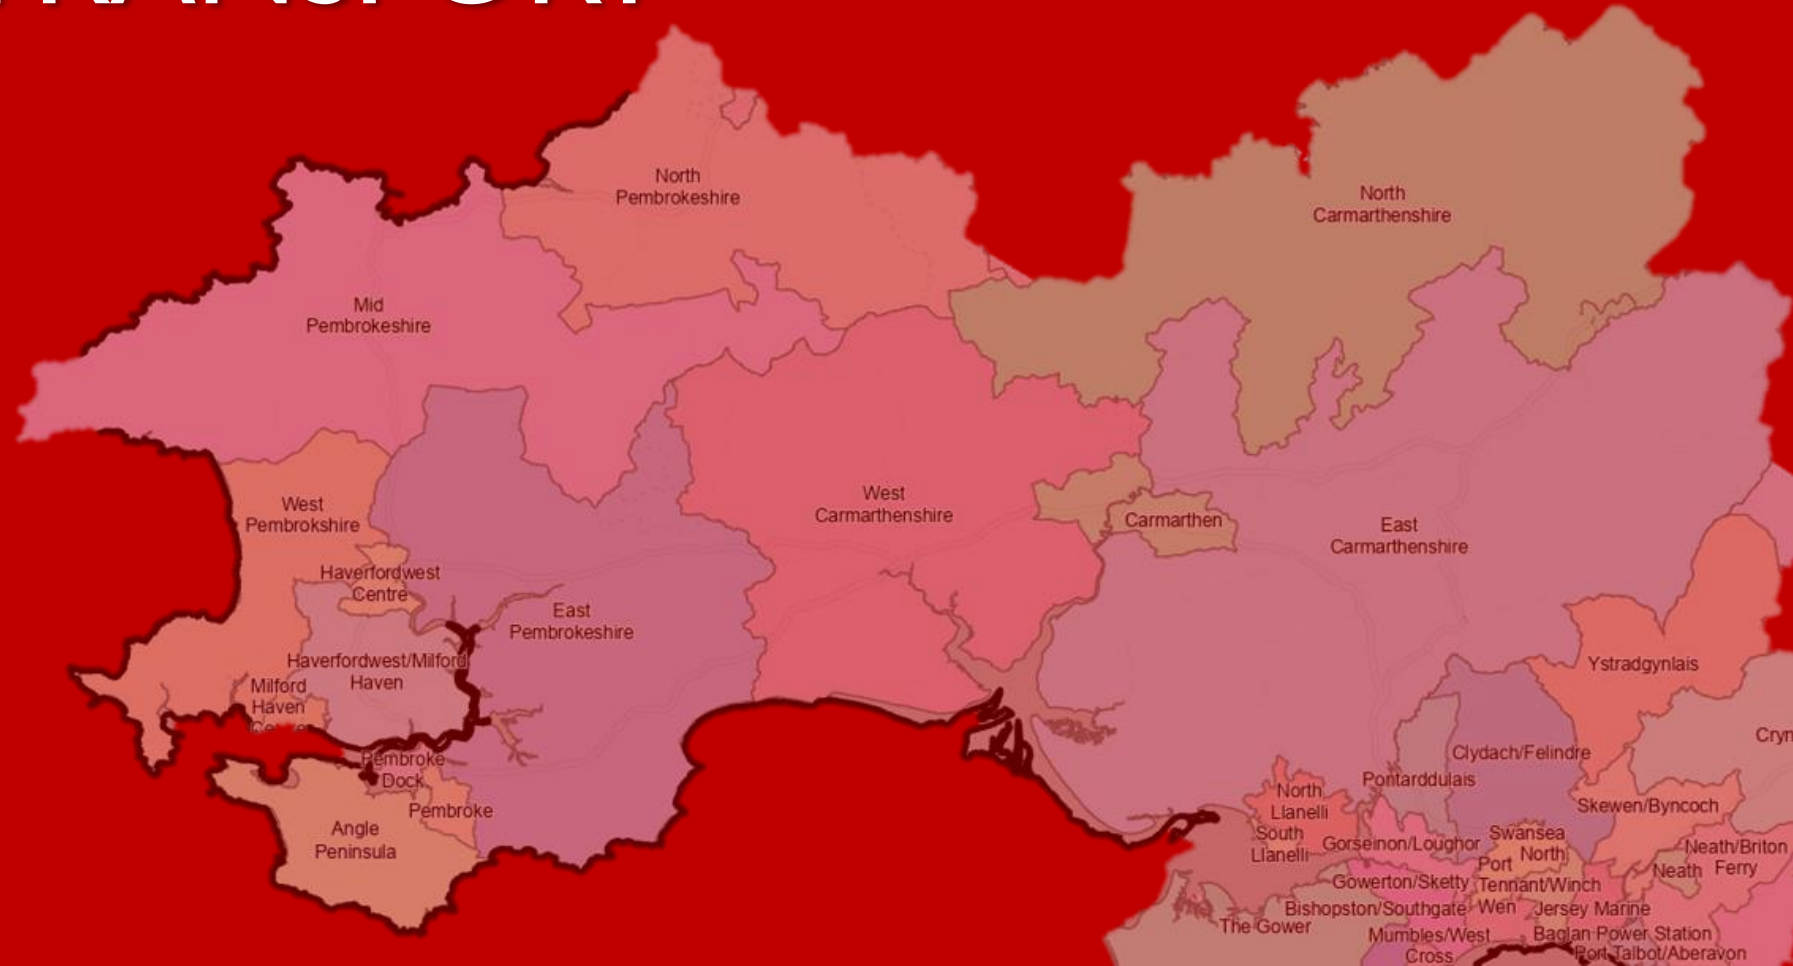 TRANSPORT
North
Pembrokeshire
North
Carmarthenshire
Mid
Pembrokeshire
West
Pembrokshire
West
Carmarthenshire
Carmarthen
East
Carmarthenshire
Haverfordwest
Centre
East
Pembrokeshire
Haverfordwest/Milford
Haven
Milford
Haven
Ystradgynlais
Clydach/Felindre
Pembroke
Dock
Pontarddulais
Pembroke
Angle
Peninsula
North
Llanelli
South
Llanelli
Skewen/Byncoch
Gorseinon/Loughor
Swansea
North
Port
Tennant/Winch
Wen
Neath/Briton
Ferry
Neath
Gowerton/Sketty
Bishopston/Southgate
Jersey Marine
The Gower
Mumbles/West
Cross
Baglan Power Station
Port Talbot/Aberavon